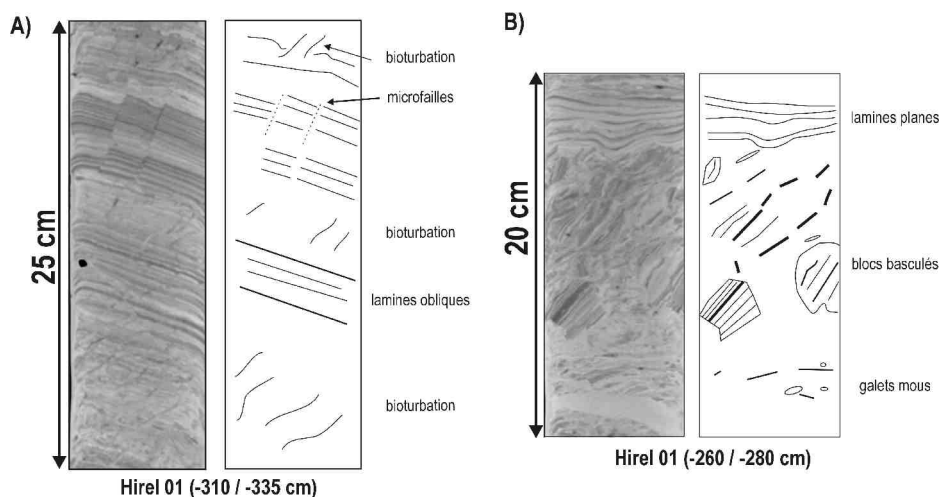 A)
25 cm
bioturbation
microfailles
bioturbation
lamines obliques
bioturbation
Hirel 01 (-310 / -335 cm)
B)
20 cm
lamines planes
blocs basculés
galets mous
Hirel 01 (-260 / -280 cm)